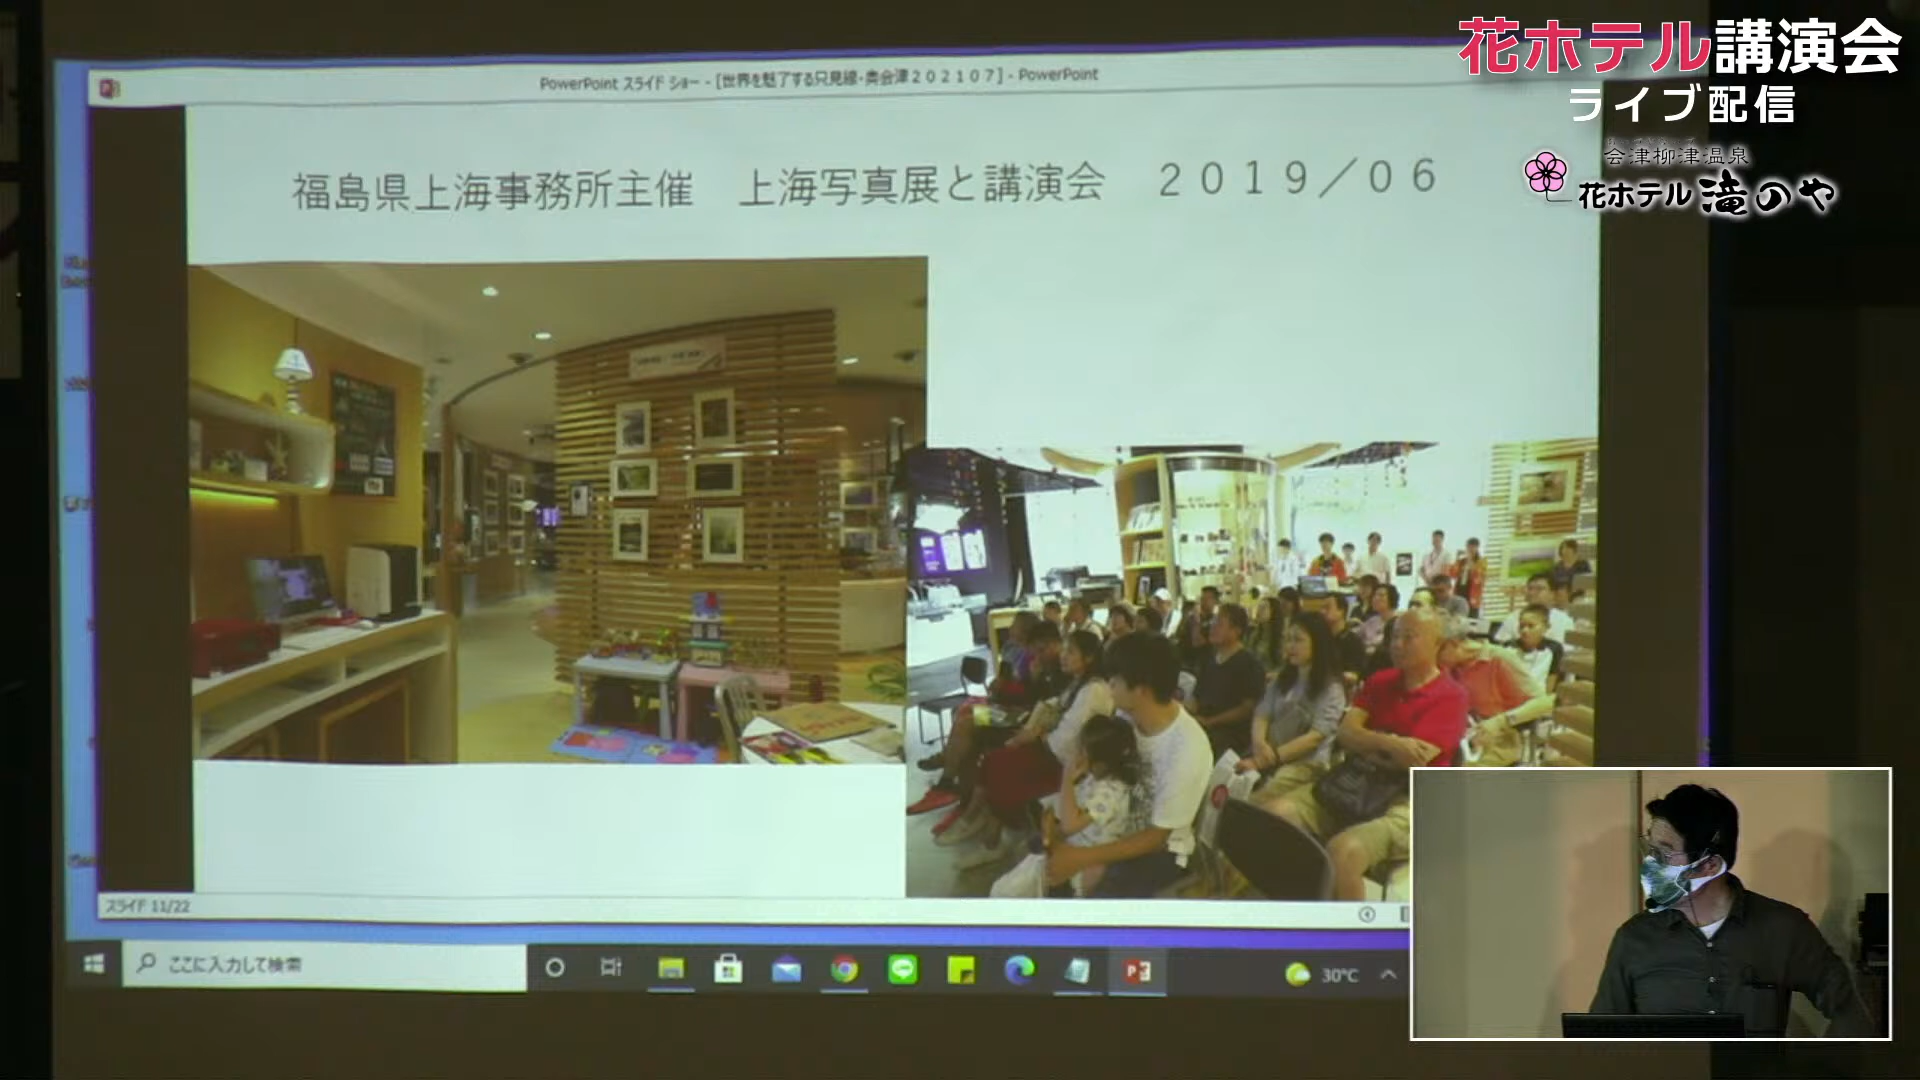 花ホテル講演会
ライブ配信
会津柳津温泉
花ホテル 滝のや
PowerPoint スライド ショー - [世界を魅了する只見線・奥会津202107] - PowerPoint
福島県上海事務所主催 上海写真展と講演会 2019/06
スライド 11/22
ここに入力して検索
30℃